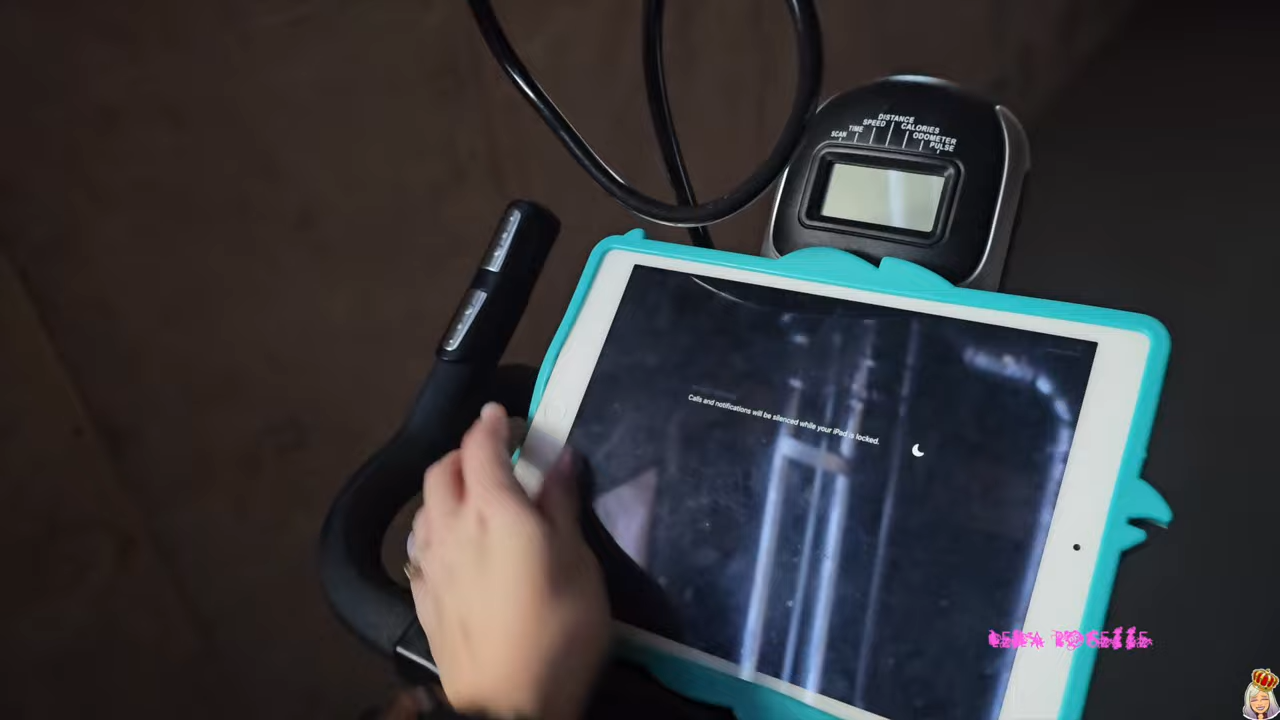 SCAN
TIME
SPEED
DISTANCE
CALORIES
ODOMETER
PULSE
Calls and notifications will be silenced while your iPad is locked.